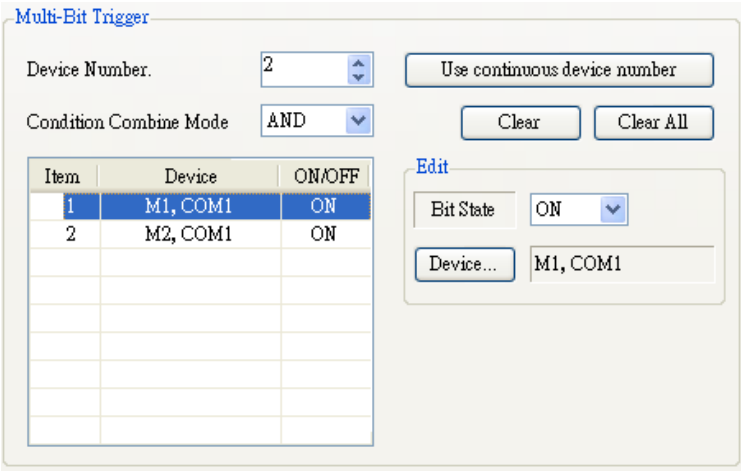 Multi-Bit Trigger
Device Number. 2 Use continuous device number
Condition Combine Mode AND Clear Clear All
Item Device ON/OFF
1 M1, COM1 ON
2 M2, COM1 ON
Edit
Bit State ON
Device... M1, COM1